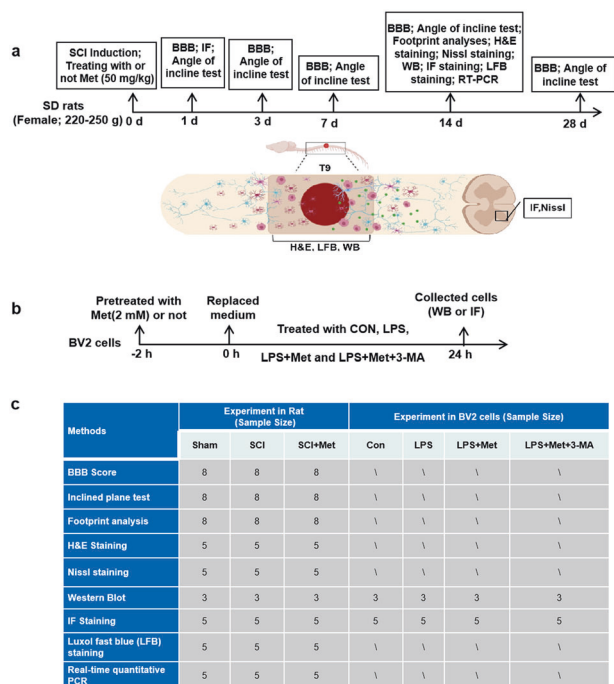 a
SCI Induction;
Treating with or
not Met (50 mg/kg)
BBB; IF;
Angle of
incline test
BBB;
Angle of
incline test
BBB; Angle
of incline test
BBB; Angle of incline test;
Footprint analyses; H&E
staining; Nissl staining;
WB; IF staining; LFB
staining; RT-PCR
BBB; Angle of
incline test
SD rats
(Female; 220-250 g)
0 d
1 d
3 d
7 d
14 d
28 d
T9
IF,Nissl
H&E, LFB, WB
b
Pretreated with
Met(2 mM) or not
Replaced
medium
Collected cells
(WB or IF)
Treated with CON, LPS,
BV2 cells
LPS+Met and LPS+Met+3-MA
-2 h
0 h
24 h
c
Methods Experiment in Rat (Sample Size) Experiment in BV2 cells (Sample Size)
Sham SCI SCI+Met Con LPS LPS+Met LPS+Met+3-MA
BBB Score 8 8 8 \ \ \ \
Inclined plane test 8 8 8 \ \ \ \
Footprint analysis 8 8 8 \ \ \ \
H&E Staining 5 5 5 \ \ \ \
Nissl staining 5 5 5 \ \ \ \
Western Blot 3 3 3 3 3 3 3
IF Staining 5 5 5 5 5 5 5
Luxol fast blue (LFB) staining 5 5 5 \ \ \ \
Real-time quantitative PCR 5 5 5 \ \ \ \